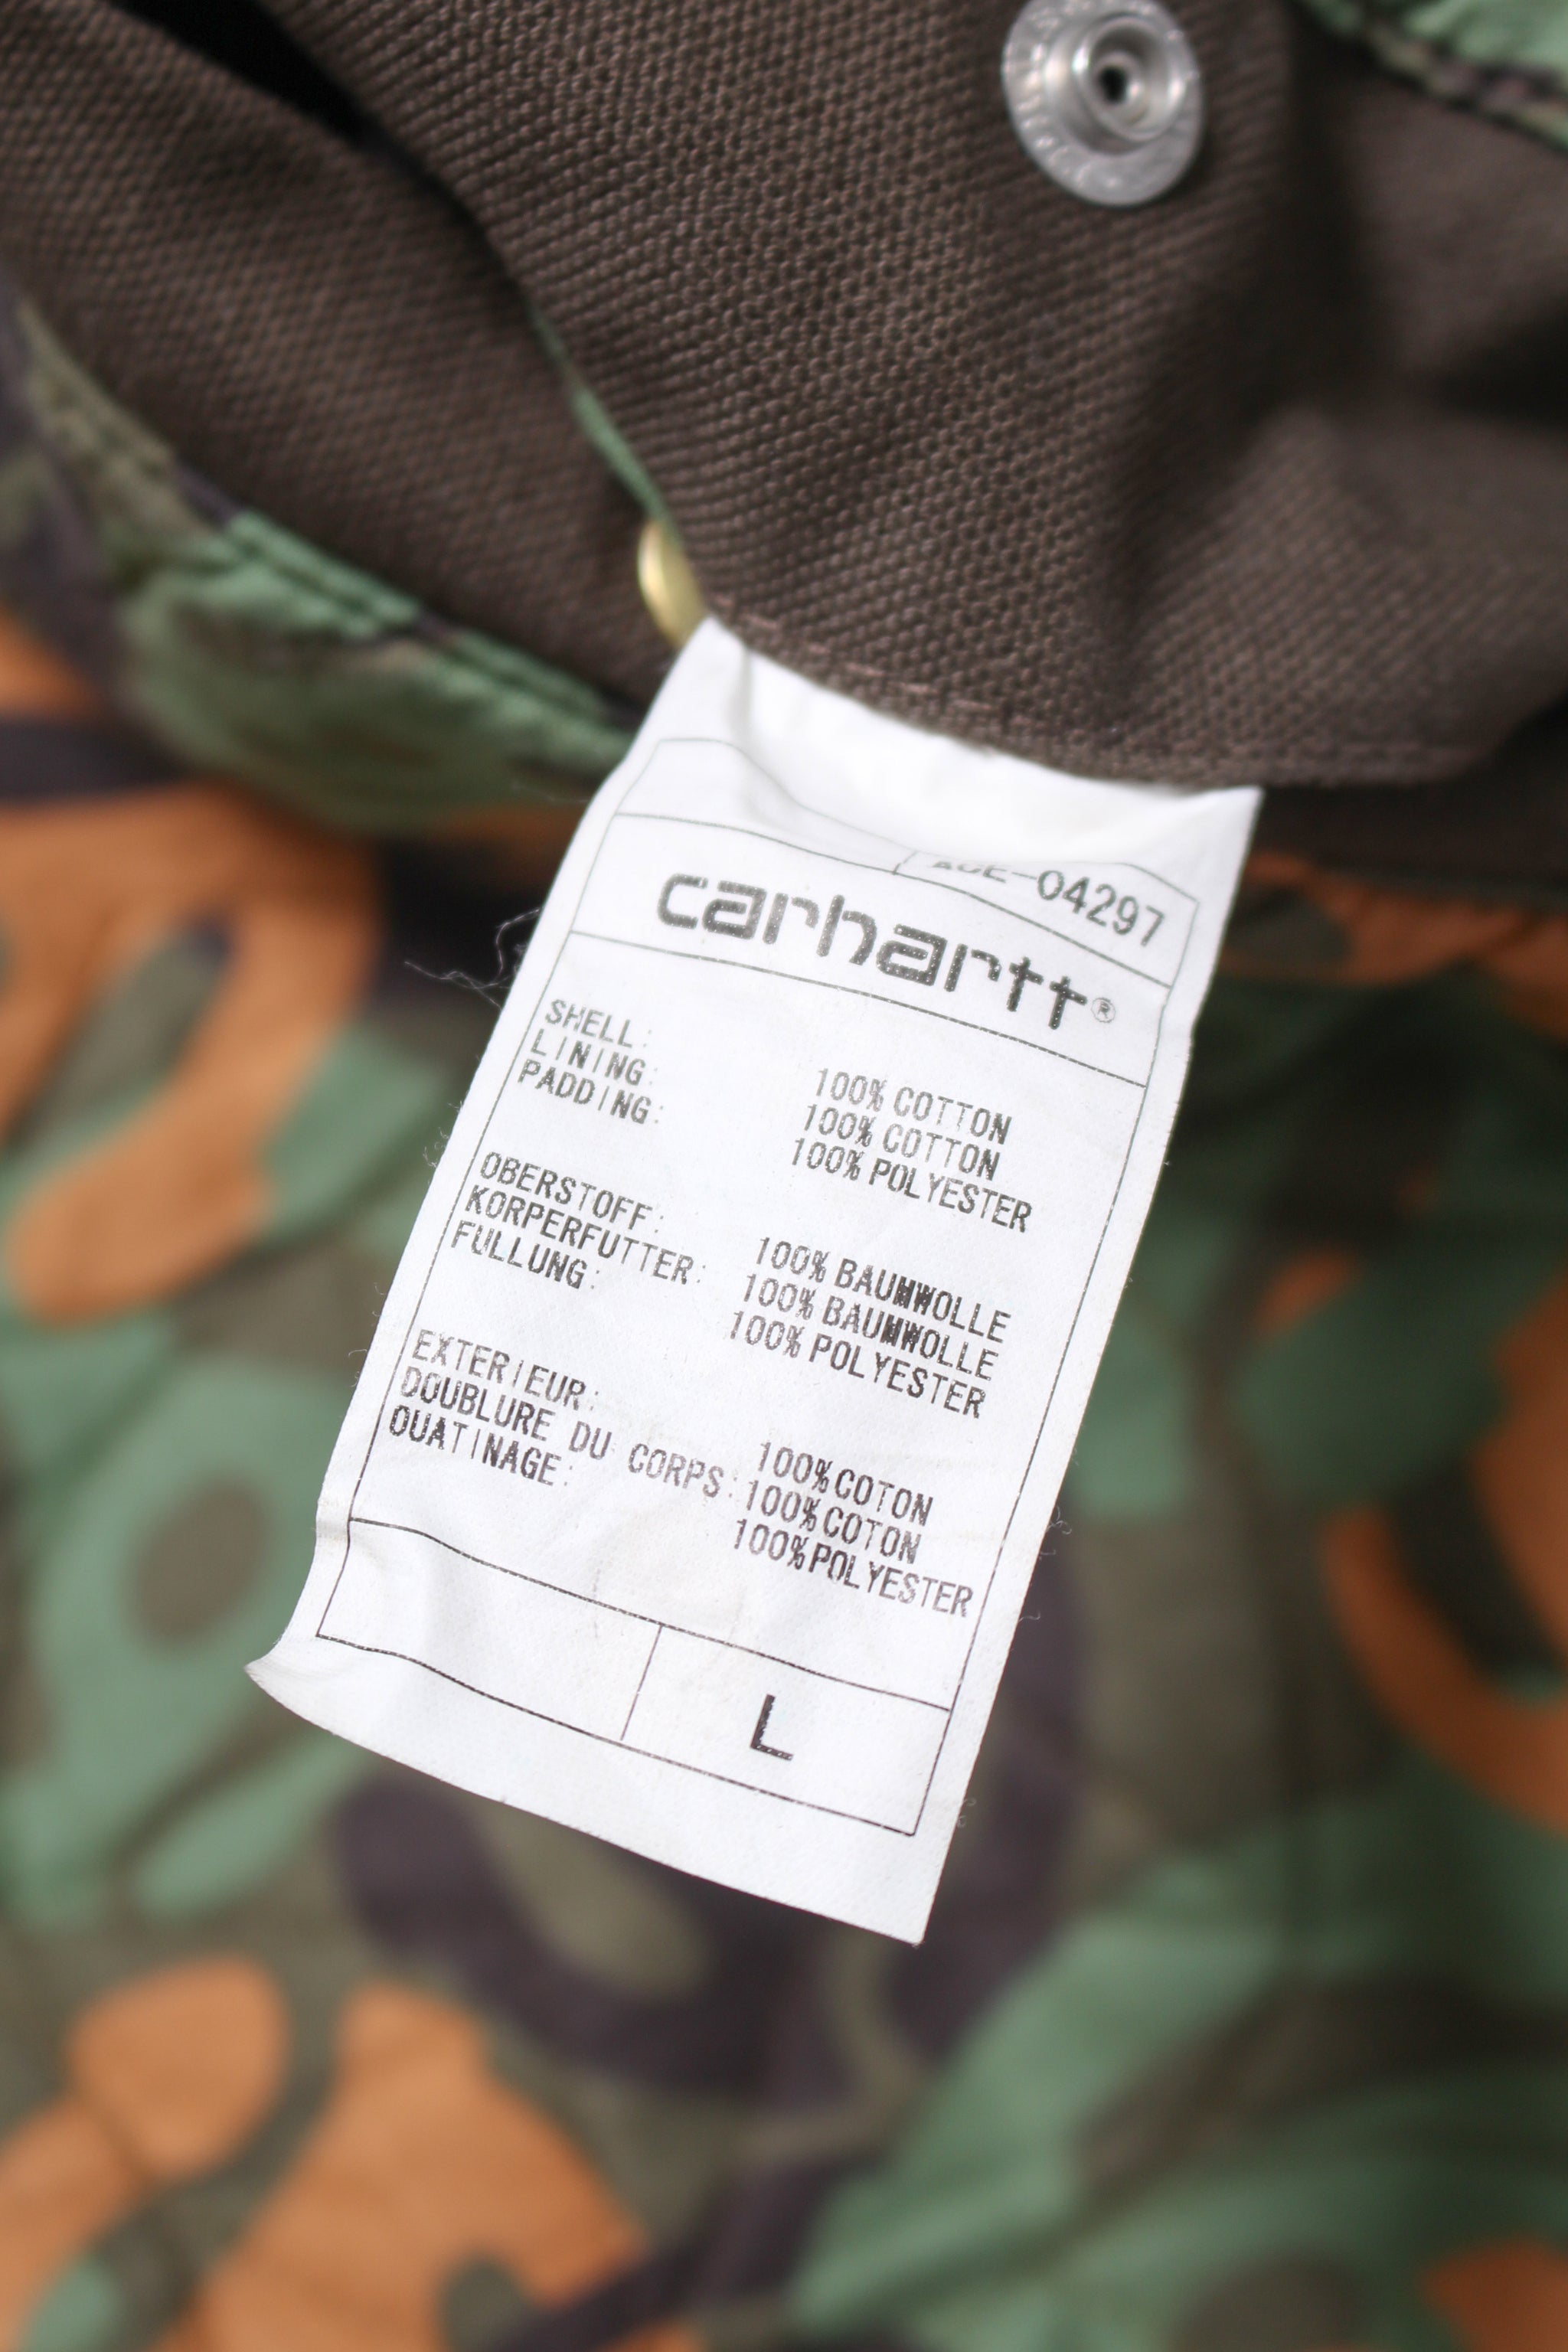 ACE-04297
carhartt®
SHELL: 100% COTTON
LINING: 100% COTTON
PADDING: 100% POLYESTER
OBERSTOFF: 100% BAUMWOLLE
KORPERFUTTER: 100% BAUMWOLLE
FULLUNG: 100% POLYESTER
EXTERIEUR: 100%COTON
DOUBLURE DU CORPS: 100%COTON
OUATINAGE: 100%POLYESTER
L